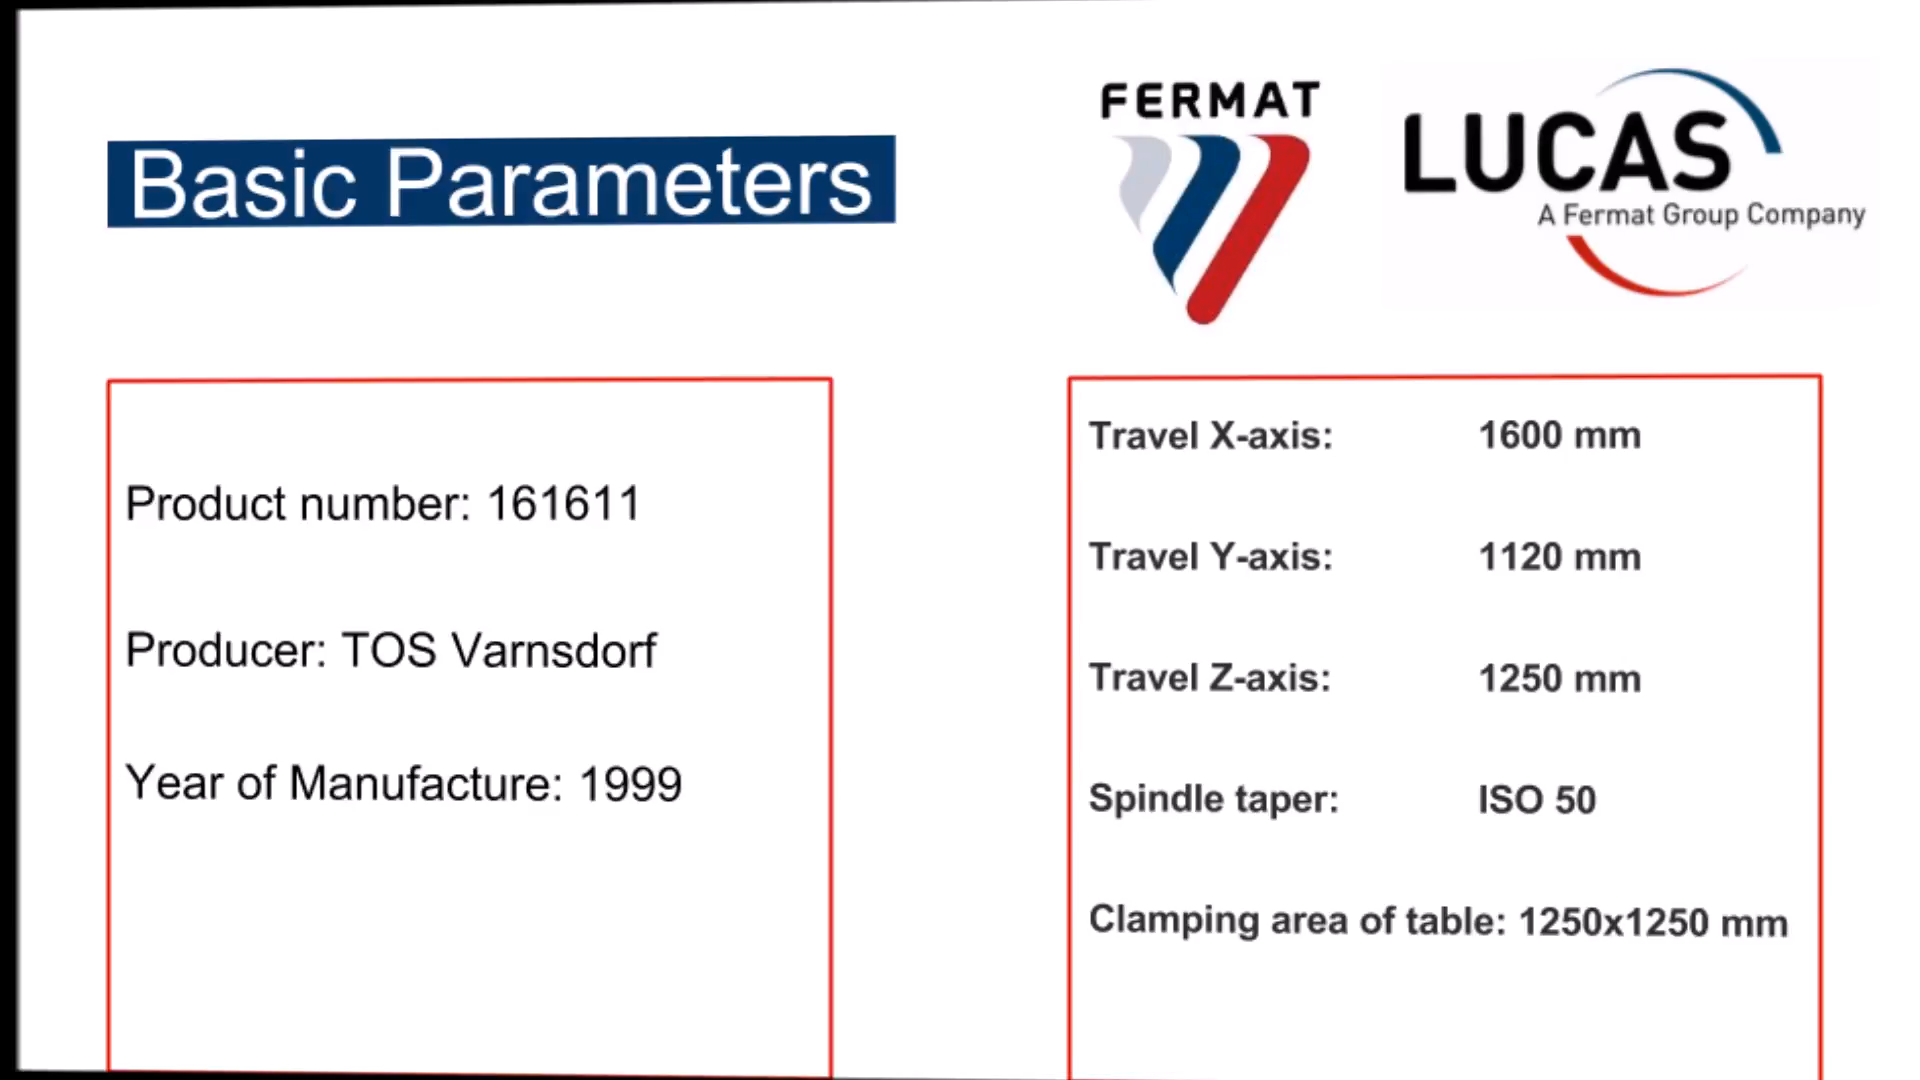 Basic Parameters
FERMAT
LUCAS
A Fermat Group Company
Product number: 161611
Producer: TOS Varnsdorf
Year of Manufacture: 1999
Travel X-axis: 1600 mm
Travel Y-axis: 1120 mm
Travel Z-axis: 1250 mm
Spindle taper: ISO 50
Clamping area of table: 1250x1250 mm